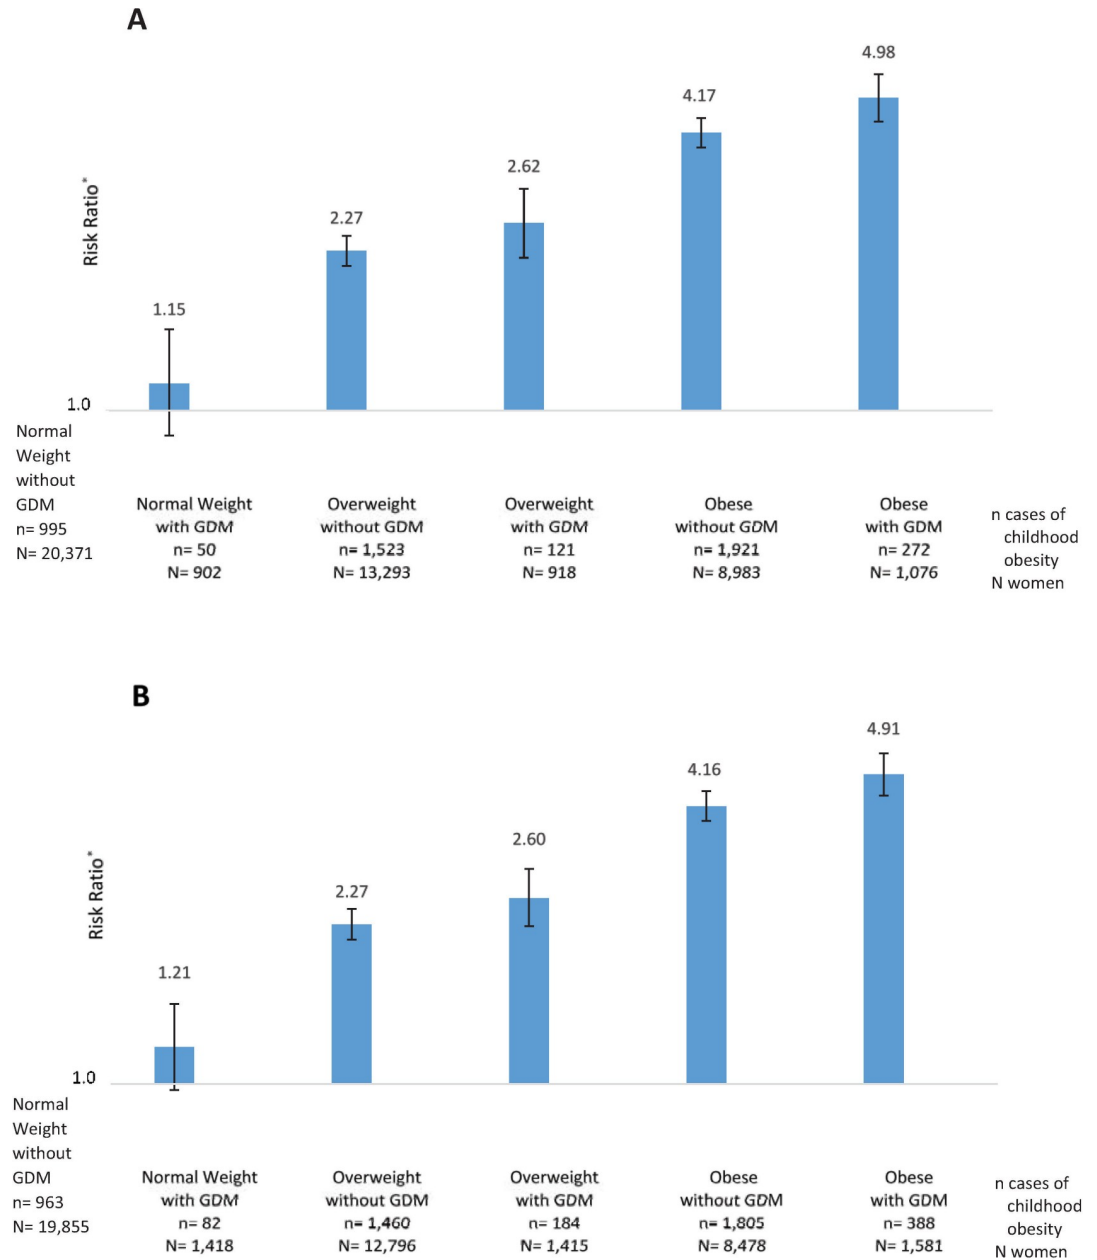 A
4.98
4.17
2.62
2.27
1.15
Risk Ratio*
1.0
Normal
Weight
without
GDM
n= 995
N= 20,371
Normal Weight
with GDM
n= 50
N= 902
Overweight
without GDM
n= 1,523
N= 13,293
Overweight
with GDM
n= 121
N= 918
Obese
without GDM
n= 1,921
N= 8,983
Obese
with GDM
n= 272
N= 1,076
n cases of
childhood
obesity
N women
B
4.91
4.16
2.60
2.27
1.21
Risk Ratio*
1.0
Normal
Weight
without
GDM
n= 963
N= 19,855
Normal Weight
with GDM
n= 82
N= 1,418
Overweight
without GDM
n= 1,460
N= 12,796
Overweight
with GDM
n= 184
N= 1,415
Obese
without GDM
n= 1,805
N= 8,478
Obese
with GDM
n= 388
N= 1,581
n cases of
childhood
obesity
N women